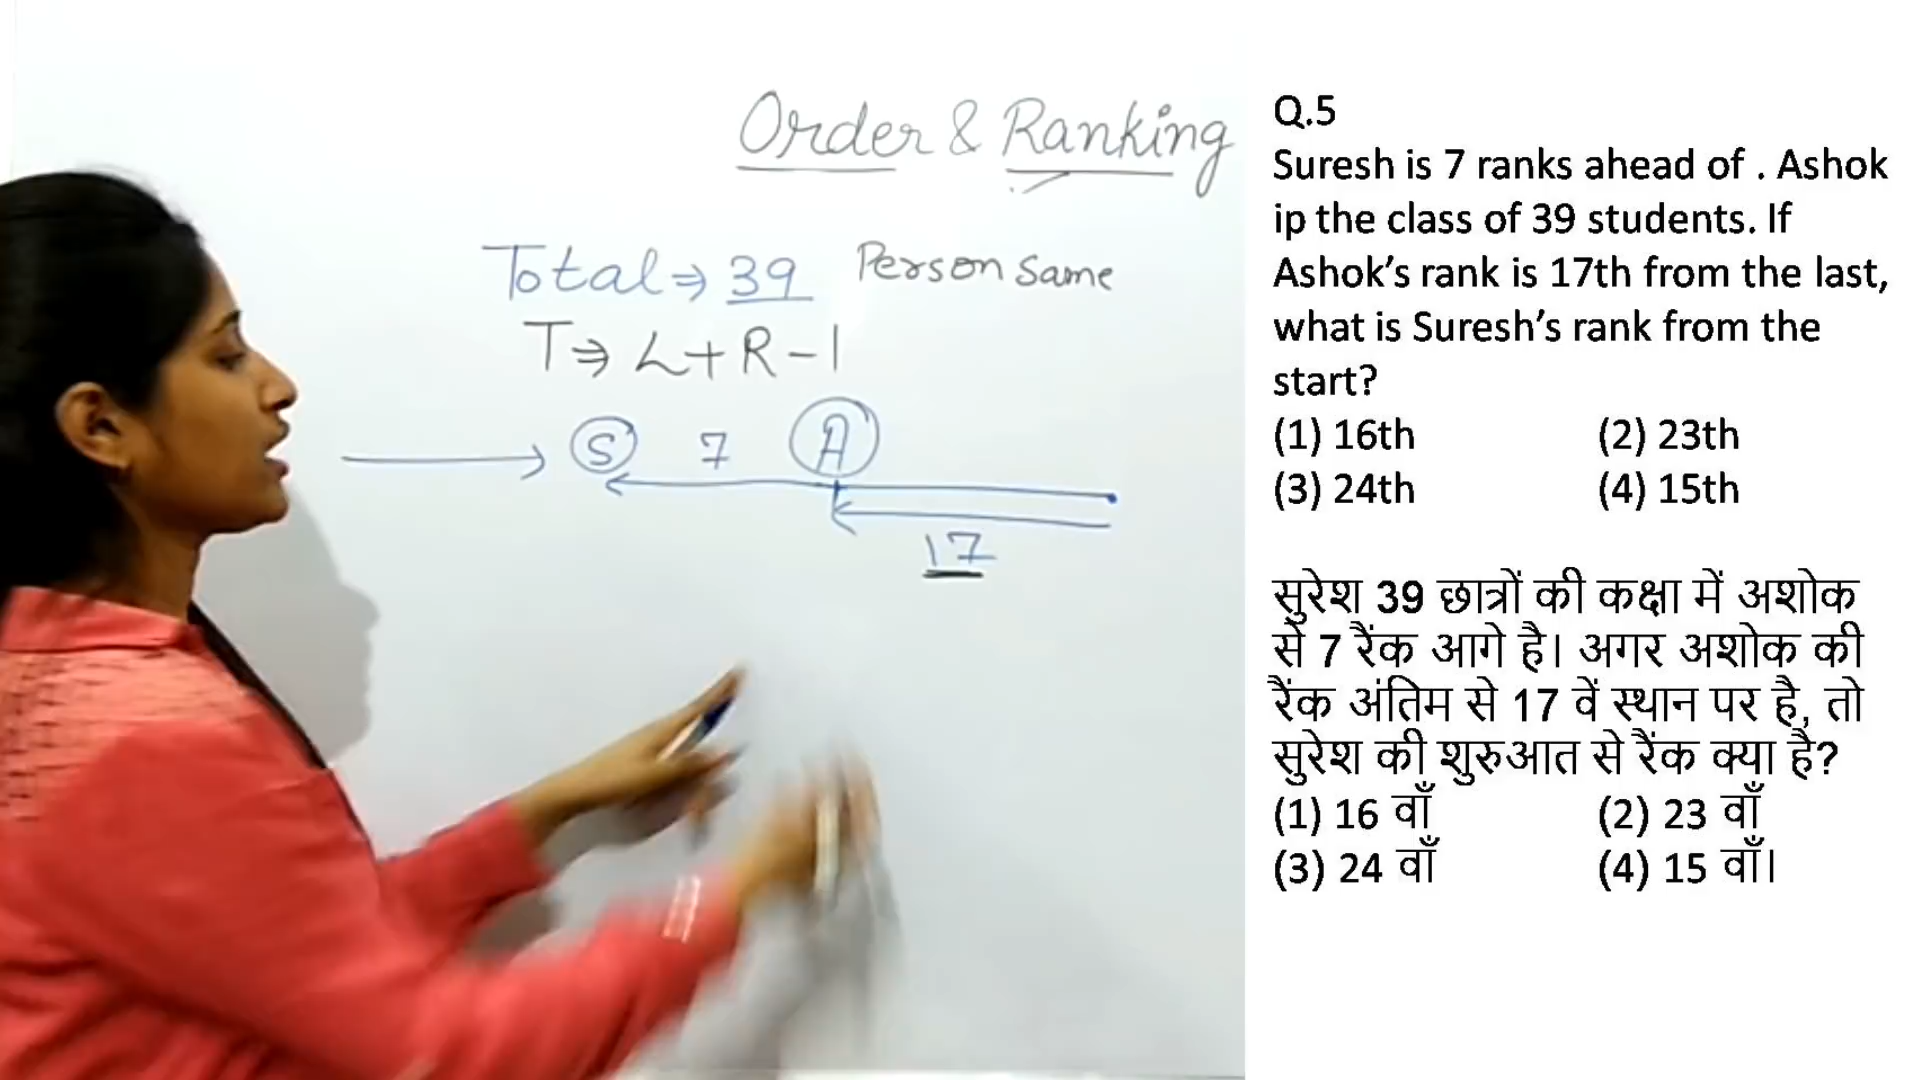 Order & Ranking
Total ⇒ 39 Person same
T ⇒ L + R - 1
S 7 A
17
Q.5
Suresh is 7 ranks ahead of . Ashok
ip the class of 39 students. If
Ashok’s rank is 17th from the last,
what is Suresh’s rank from the
start?
(1) 16th (2) 23th
(3) 24th (4) 15th
सुरेश 39 छात्रों की कक्षा में अशोक
से 7 रैंक आगे है। अगर अशोक की
रैंक अंतिम से 17 वें स्थान पर है, तो
सुरेश की शुरुआत से रैंक क्या है?
(1) 16 वाँ (2) 23 वाँ
(3) 24 वाँ (4) 15 वाँ।